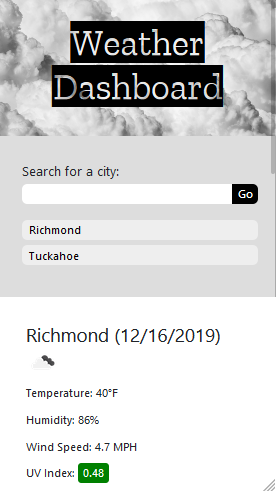 Weather
Dashboard
Search for a city:
Go
Richmond
Tuckahoe
Richmond (12/16/2019)
Temperature: 40°F
Humidity: 86%
Wind Speed: 4.7 MPH
UV Index: 0.48